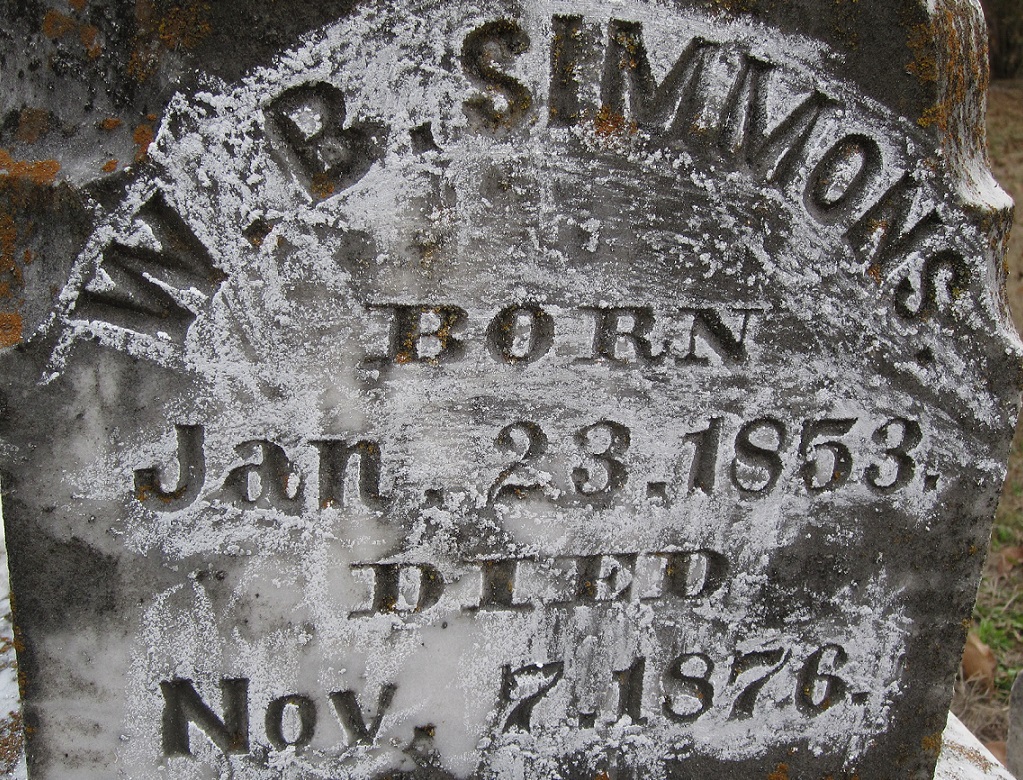 W. B. SIMMONS.
BORN
Jan. 23. 1853.
DIED
Nov. 7. 1876.